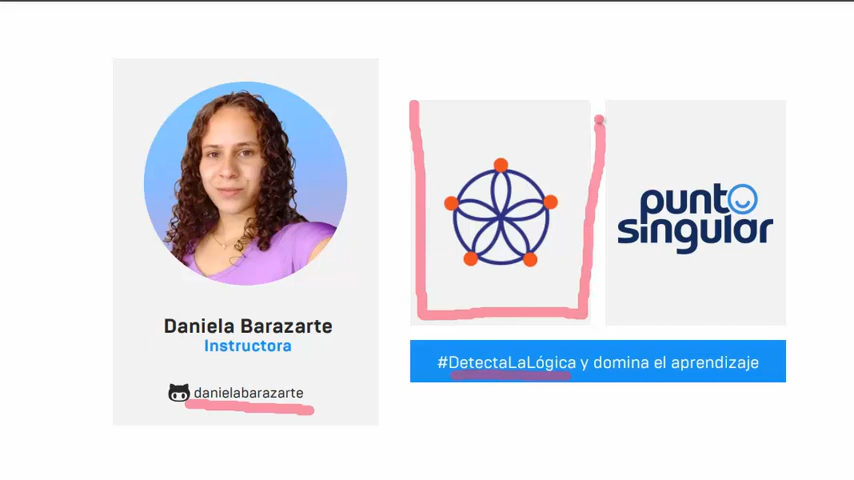 Daniela Barazarte
Instructora
danielabarazarte
punto
singular
#DetectaLaLógica y domina el aprendizaje